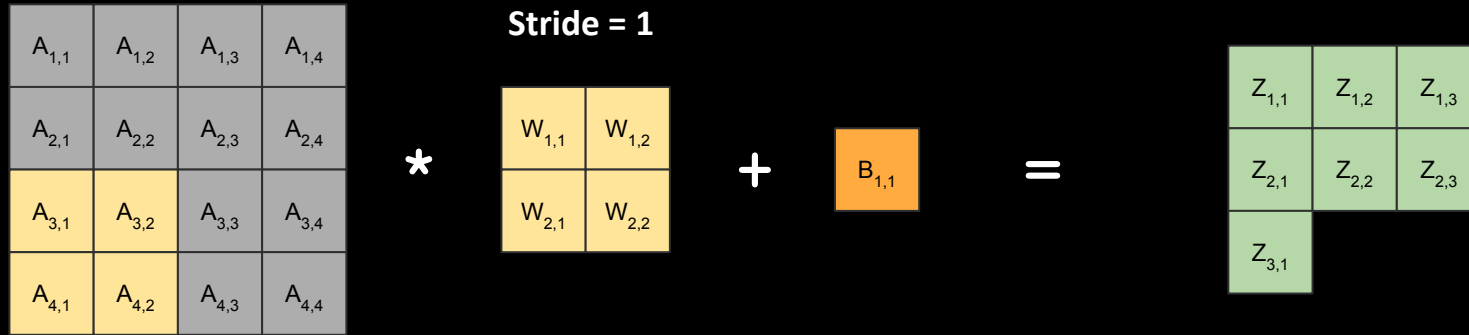 Stride = 1
A1,1 A1,2 A1,3 A1,4
A2,1 A2,2 A2,3 A2,4
A3,1 A3,2 A3,3 A3,4
A4,1 A4,2 A4,3 A4,4
*
W1,1 W1,2
W2,1 W2,2
+
B1,1
=
Z1,1 Z1,2 Z1,3
Z2,1 Z2,2 Z2,3
Z3,1